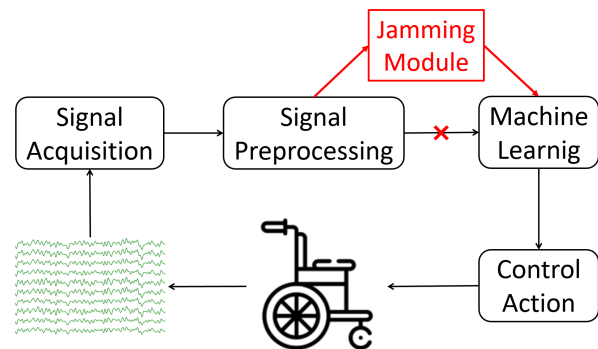 Jamming
Module
Signal
Acquisition
Signal
Preprocessing
Machine
Learnig
Control
Action